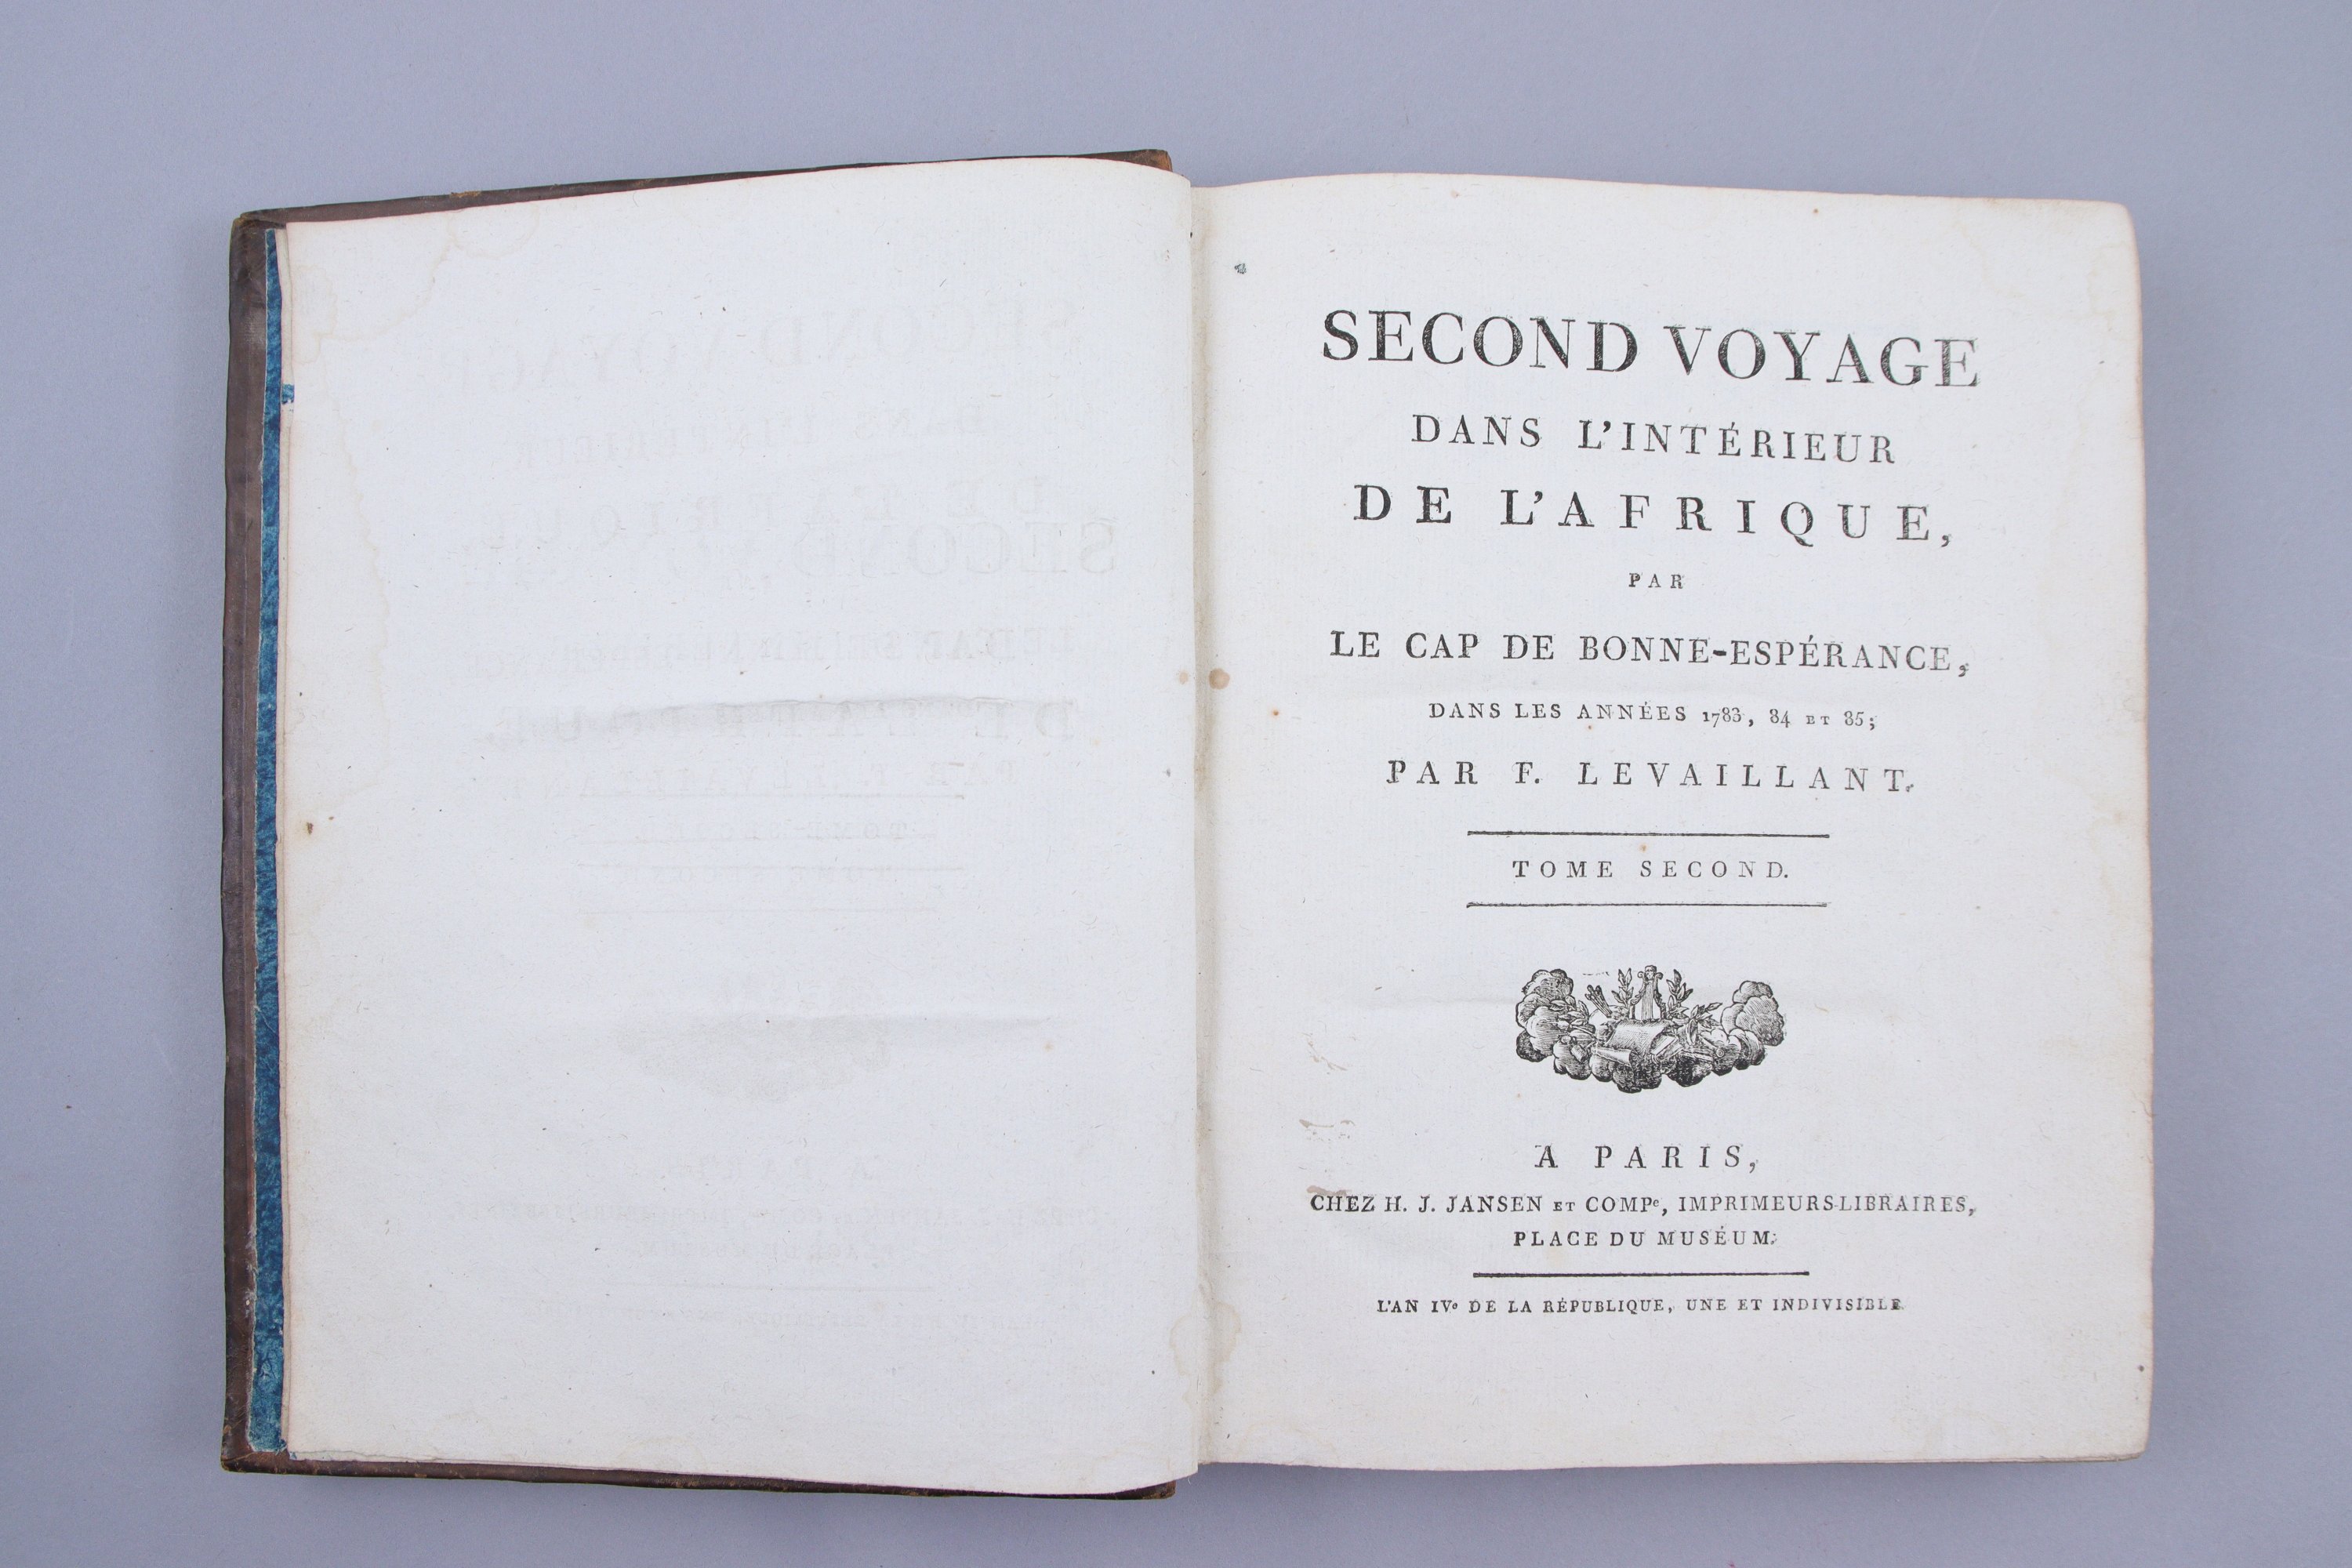 SECOND VOYAGE
DANS L'INTÉRIEUR
DE L'AFRIQUE,
PAR
LE CAP DE BONNE-ESPÉRANCE,
DANS LES ANNÉES 1783, 84 ET 85;
PAR F. LEVAILLANT.
TOME SECOND.
A PARIS,
CHEZ H. J. JANSEN ET COMPᵉ, IMPRIMEURS-LIBRAIRES,
PLACE DU MUSÉUM.
L'AN IVᵉ DE LA RÉPUBLIQUE, UNE ET INDIVISIBLE